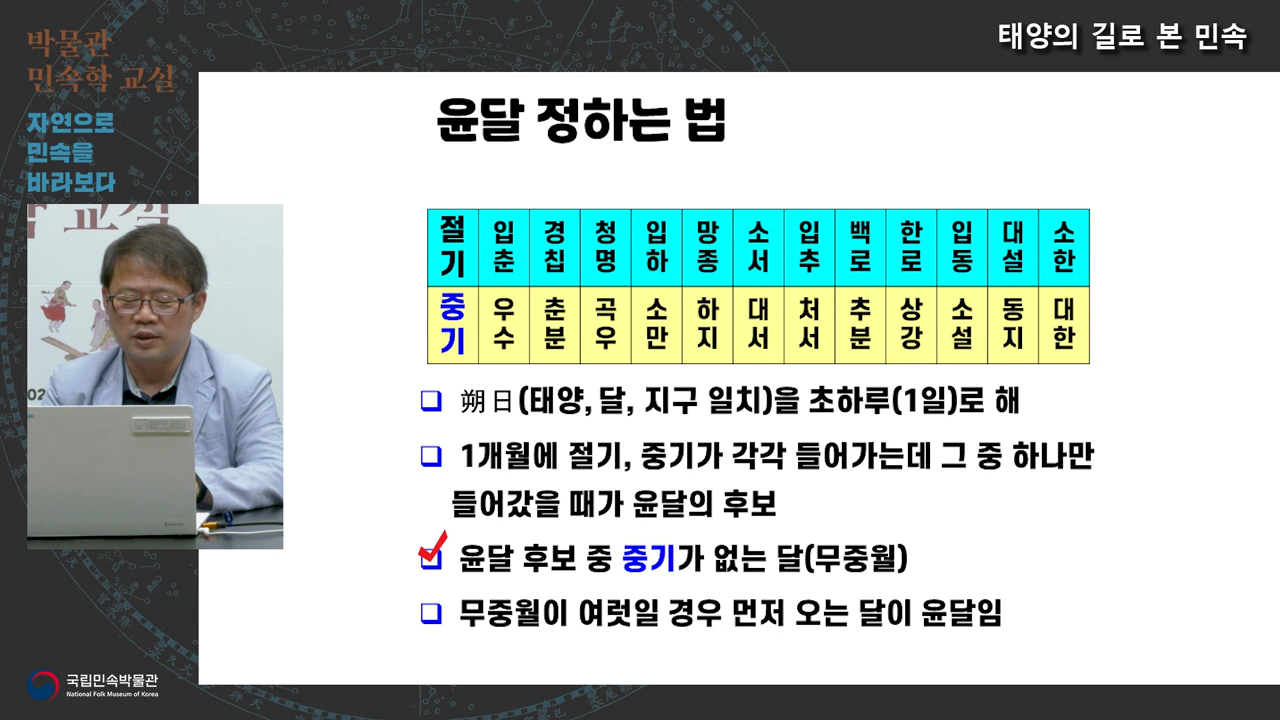 태양의 길로 본 민속
박물관
민속학 교실
자연으로
민속을
바라보다
윤달 정하는 법
절기 입춘 경칩 청명 입하 망종 소서 입추 백로 한로 입동 대설 소한
중기 우수 춘분 곡우 소만 하지 대서 처서 추분 상강 소설 동지 대한
朔日(태양, 달, 지구 일치)을 초하루(1일)로 해
1개월에 절기, 중기가 각각 들어가는데 그 중 하나만
들어갔을 때가 윤달의 후보
윤달 후보 중 중기가 없는 달(무중월)
무중월이 여럿일 경우 먼저 오는 달이 윤달임
교실
국립민속박물관
National Folk Museum of Korea